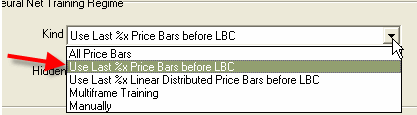 eural Net Training Regime
Kind Use Last %x Price Bars before LBC
All Price Bars
Use Last %x Price Bars before LBC
Hidden
Use Last %x Linear Distributed Price Bars before LBC
Multiframe Training
Manually